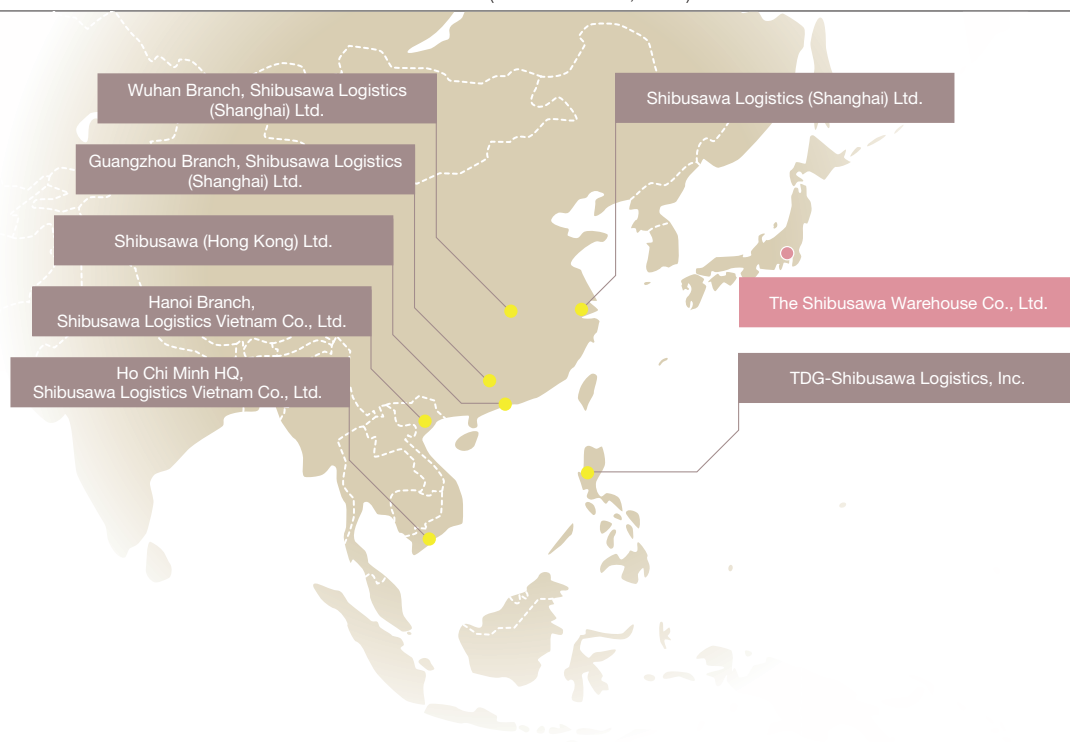 Wuhan Branch, Shibusawa Logistics
(Shanghai) Ltd.
Shibusawa Logistics (Shanghai) Ltd.
Guangzhou Branch, Shibusawa Logistics
(Shanghai) Ltd.
Shibusawa (Hong Kong) Ltd.
Hanoi Branch,
Shibusawa Logistics Vietnam Co., Ltd.
The Shibusawa Warehouse Co., Ltd.
Ho Chi Minh HQ,
Shibusawa Logistics Vietnam Co., Ltd.
TDG-Shibusawa Logistics, Inc.